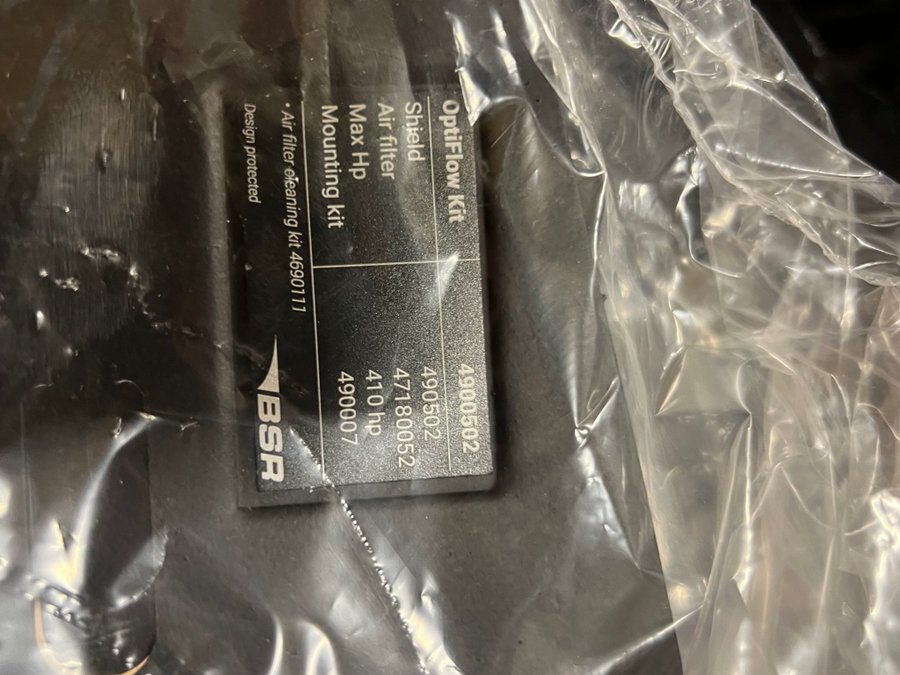 OptiFlow Kit 4900502
Shield 490502
Air filter 47180052
Max Hp 410 hp
Mounting kit 490007
• Air filter cleaning kit 4690111
Design protected
BSR